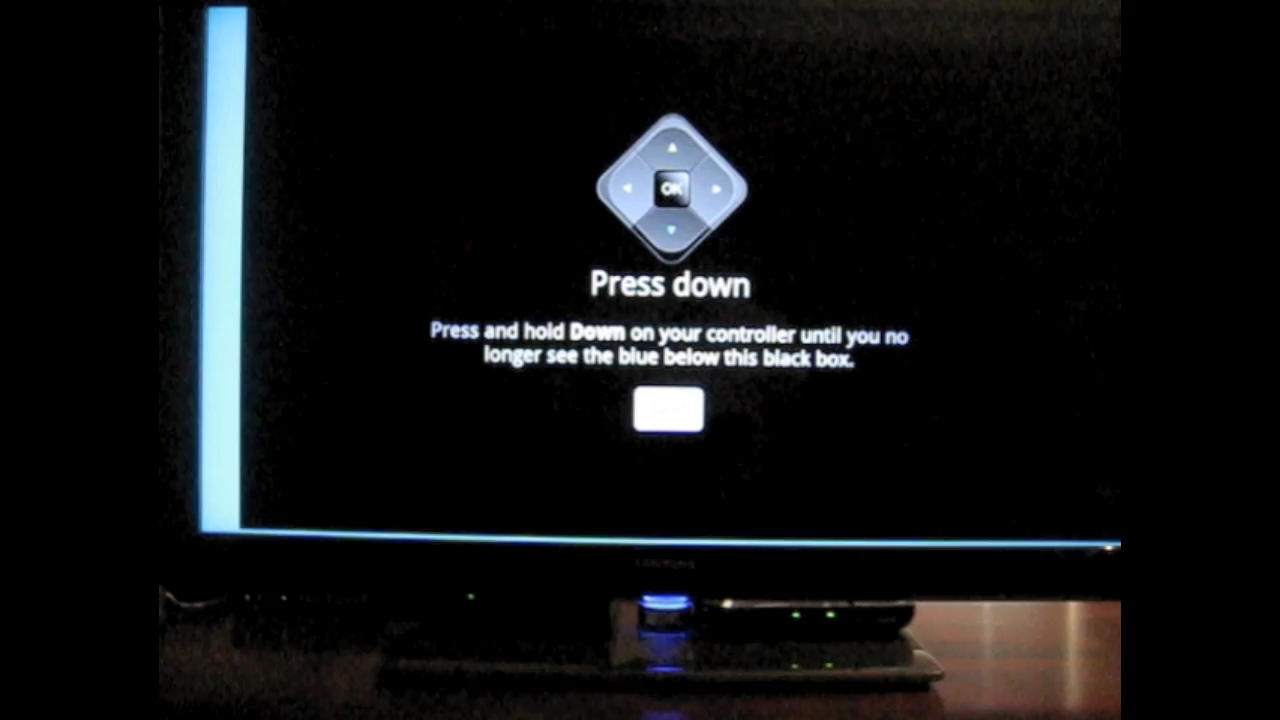 OK
Press down
Press and hold Down on your controller until you no
longer see the blue below this black box.